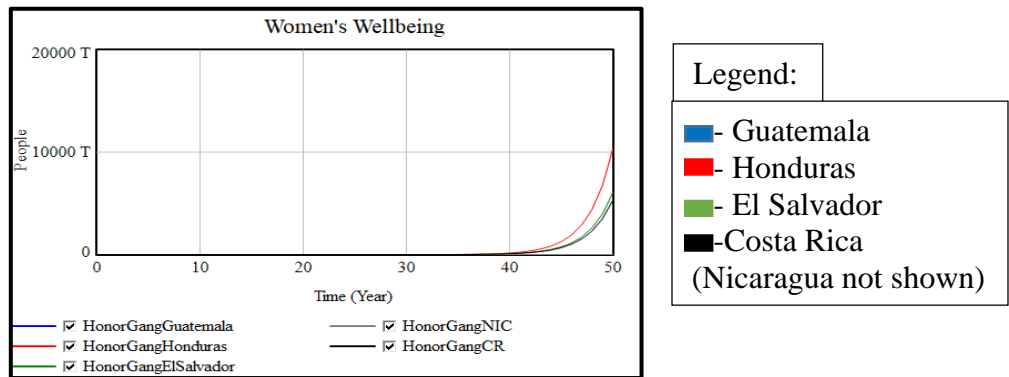 Women's Wellbeing
20000 T
10000 T
0
People
0 10 20 30 40 50
Time (Year)
HonorGangGuatemala
HonorGangHonduras
HonorGangElSalvador
HonorGangNIC
HonorGangCR
Legend:
- Guatemala
- Honduras
- El Salvador
-Costa Rica
(Nicaragua not shown)